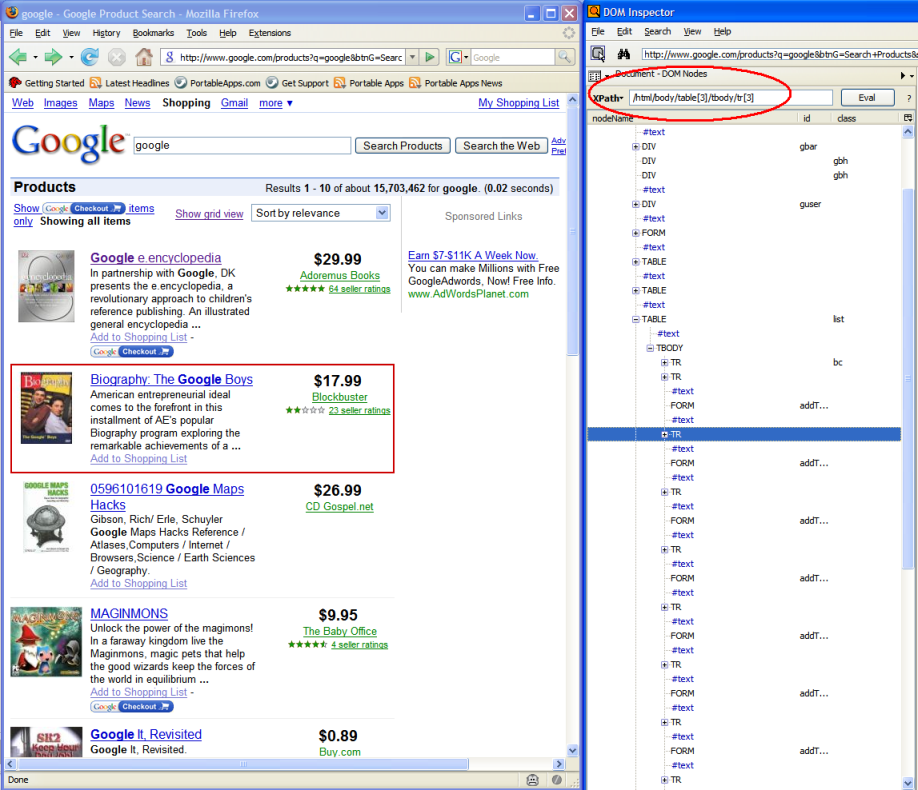 google - Google Product Search - Mozilla Firefox
File Edit View History Bookmarks Tools Help Extensions
http://www.google.com/products?q=google&btnG=Searc
G Google
Getting Started Latest Headlines PortableApps.com Get Support Portable Apps Portable Apps News
Web Images Maps News Shopping Gmail more ▼ My Shopping List
Google™ google Search Products Search the Web Adv
Pref
Products Results 1 - 10 of about 15,703,462 for google. (0.02 seconds)
Show Google Checkout items
only Showing all items
Show grid view Sort by relevance
Sponsored Links
Google e.encyclopedia
In partnership with Google, DK
presents the e.encyclopedia, a
revolutionary approach to children's
reference publishing. An illustrated
general encyclopedia ...
Add to Shopping List -
Google Checkout
$29.99
Adoremus Books
64 seller ratings
Earn $7-$11K A Week Now.
You can make Millions with Free
GoogleAdwords, Now! Free Info.
www.AdWordsPlanet.com
e.encyclopedia
Biography
The Google Boys
Biography: The Google Boys
American entrepreneurial ideal
comes to the forefront in this
installment of AE's popular
Biography program exploring the
remarkable achievements of a ...
Add to Shopping List
$17.99
Blockbuster
23 seller ratings
GOOGLE MAPS
HACKS
0596101619 Google Maps
Hacks
Gibson, Rich/ Erle, Schuyler
Google Maps Hacks Reference /
Atlases,Computers / Internet /
Browsers,Science / Earth Sciences
/ Geography.
Add to Shopping List
$26.99
CD Gospel.net
MAGINMONS
MAGINMONS
Unlock the power of the magimons!
In a faraway kingdom live the
Maginmons, magic pets that help
the good wizards keep the forces of
the world in equilibrium ...
Add to Shopping List -
Google Checkout
$9.95
The Baby Office
4 seller ratings
SK2
Keep Your
Day Job!
Google It, Revisited
Google It, Revisited.
$0.89
Buy.com
Done
DOM Inspector
File Edit Search View Help
http://www.google.com/products?q=google&btnG=Search+Products&
Document - DOM Nodes
XPath /html/body/table[3]/tbody/tr[3] Eval ?
nodeName id class
#text
DIV gbar
DIV gbh
DIV gbh
#text
DIV guser
#text
FORM
#text
TABLE
#text
TABLE
#text
TABLE list
#text
TBODY
TR bc
TR
#text
FORM addT...
#text
TR
#text
FORM addT...
#text
TR
#text
FORM addT...
#text
TR
#text
FORM addT...
#text
TR
#text
FORM addT...
#text
TR
#text
FORM addT...
#text
TR
#text
FORM addT...
#text
TR